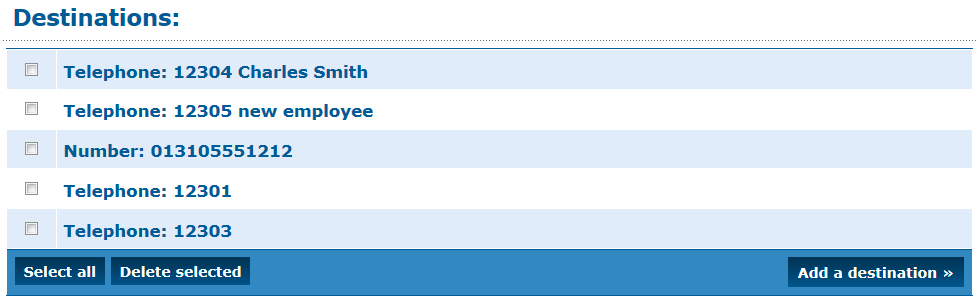 Destinations:
Telephone: 12304 Charles Smith
Telephone: 12305 new employee
Number: 013105551212
Telephone: 12301
Telephone: 12303
Select all Delete selected Add a destination »